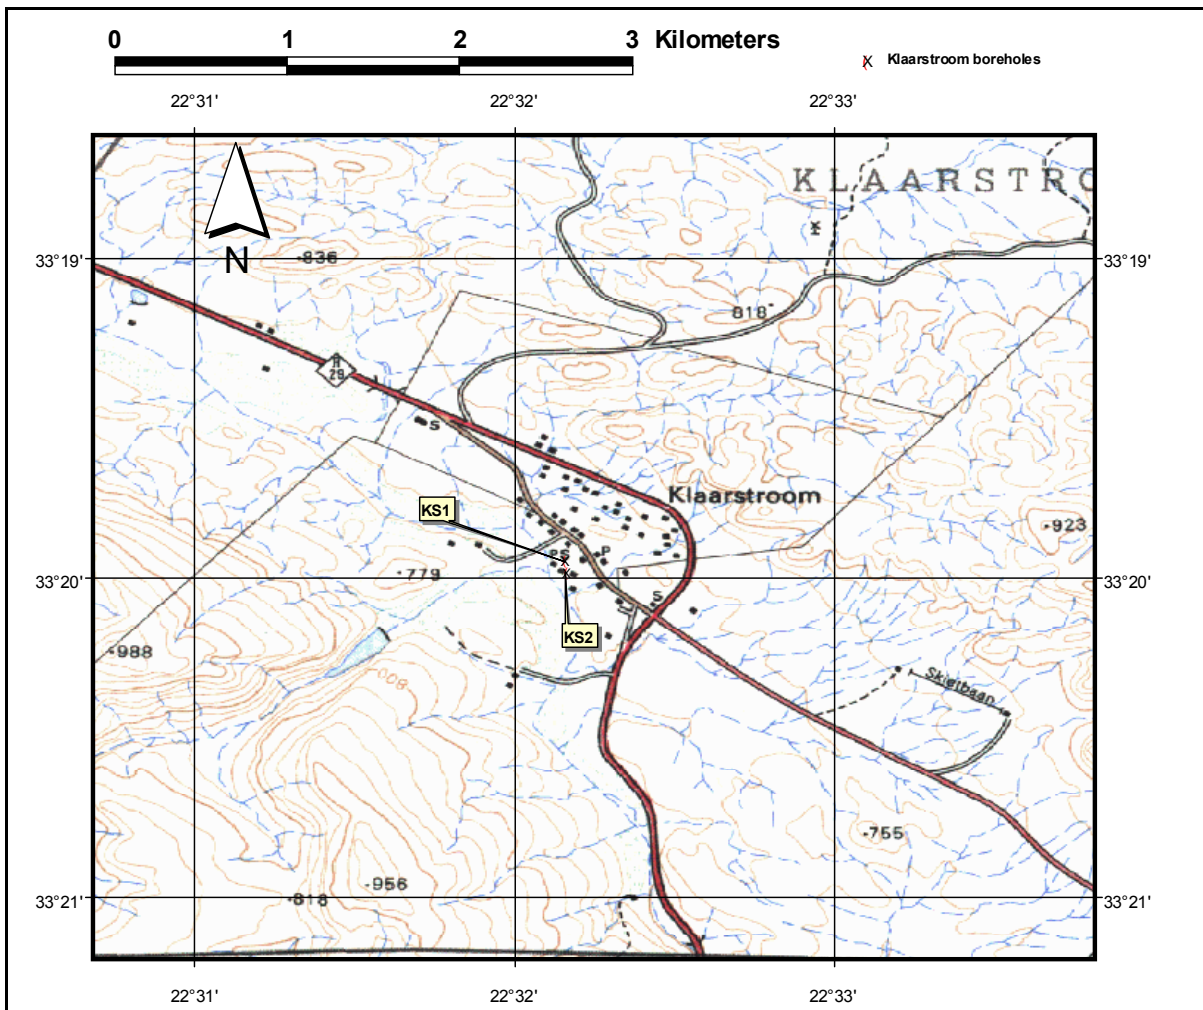 0 1 2 3 Kilometers
Klaarstroom boreholes
22°31' 22°32' 22°33'
KLAARSTRO
N
33°19' 33°19'
836
818
N
29
S
Klaarstroom
KS1
923
PS P
779
33°20' 33°20'
S
KS2
988
800
Skietbaan
755
956
818
33°21' 33°21'
22°31' 22°32' 22°33'